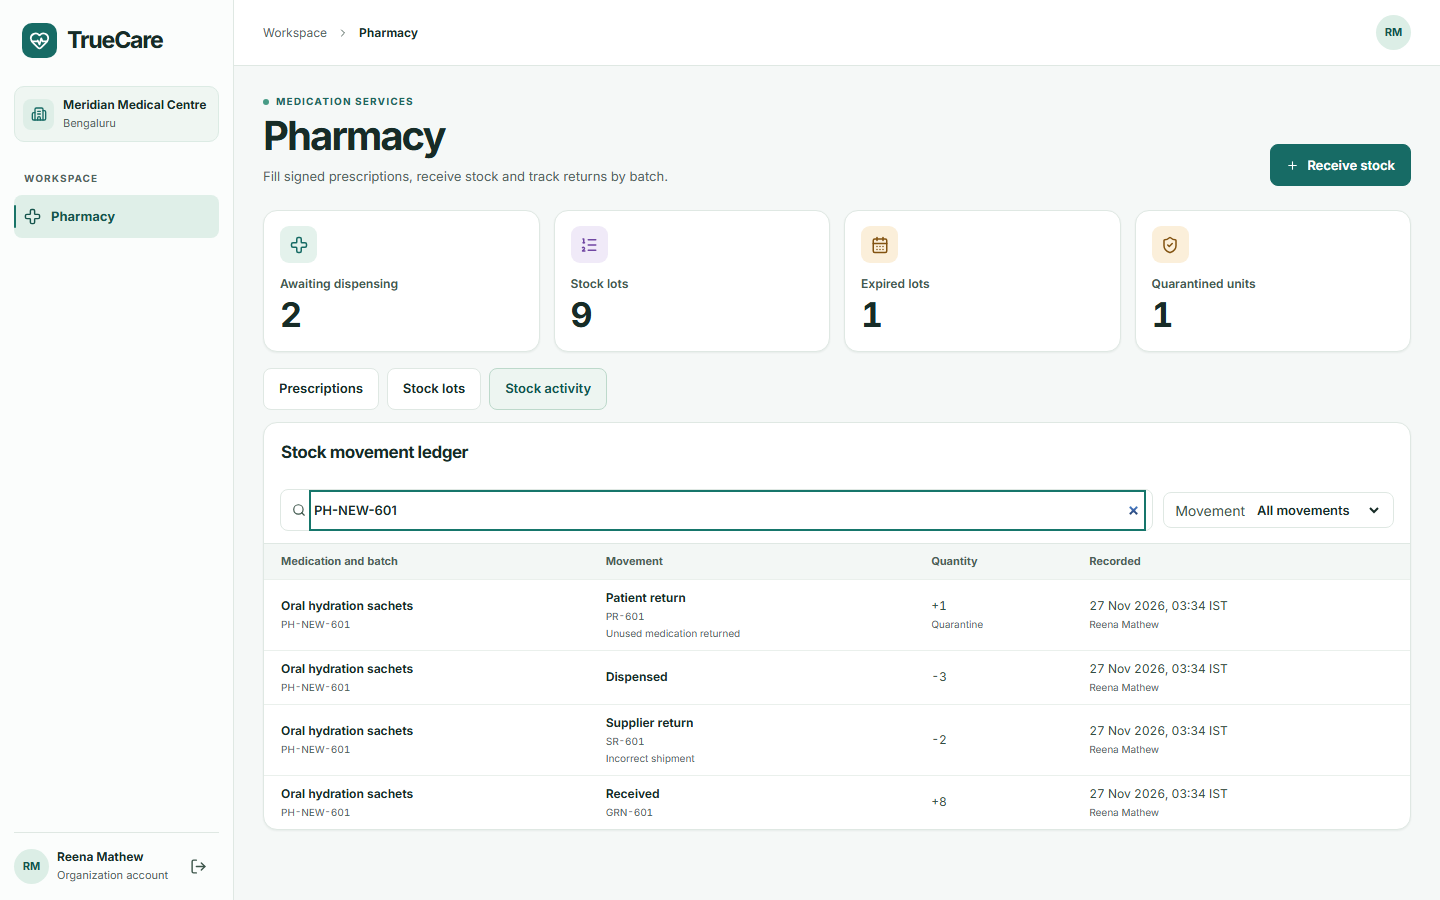 TrueCare
Meridian Medical Centre
Bengaluru
WORKSPACE
Pharmacy
Reena Mathew
Organization account
RM
Workspace > Pharmacy
RM
MEDICATION SERVICES
Pharmacy
Fill signed prescriptions, receive stock and track returns by batch.
+ Receive stock
Awaiting dispensing
2
Stock lots
9
Expired lots
1
Quarantined units
1
Prescriptions
Stock lots
Stock activity
Stock movement ledger
PH-NEW-601
Movement All movements
Medication and batch Movement Quantity Recorded
Oral hydration sachets
PH-NEW-601
Patient return
PR-601
Unused medication returned
+1
Quarantine
27 Nov 2026, 03:34 IST
Reena Mathew
Oral hydration sachets
PH-NEW-601
Dispensed
-3
27 Nov 2026, 03:34 IST
Reena Mathew
Oral hydration sachets
PH-NEW-601
Supplier return
SR-601
Incorrect shipment
-2
27 Nov 2026, 03:34 IST
Reena Mathew
Oral hydration sachets
PH-NEW-601
Received
GRN-601
+8
27 Nov 2026, 03:34 IST
Reena Mathew